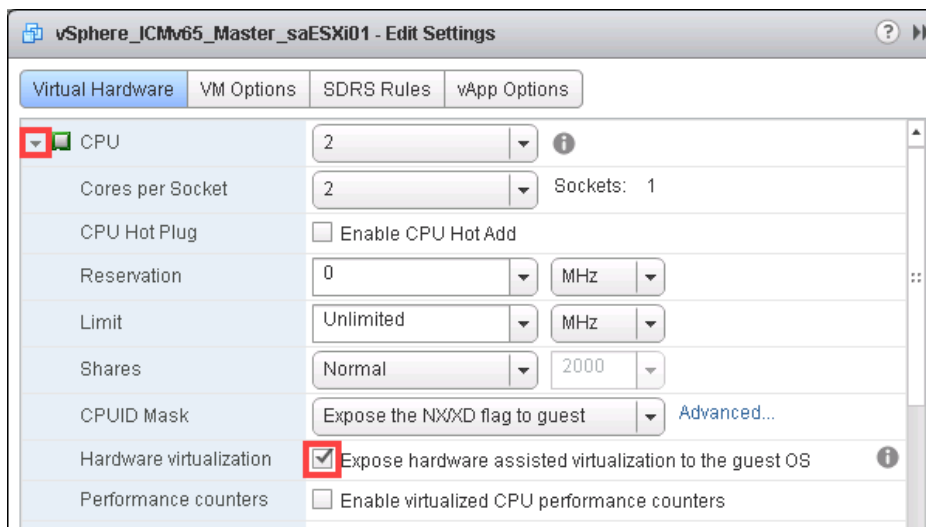 vSphere_ICMv65_Master_saESXi01 - Edit Settings ?
Virtual Hardware VM Options SDRS Rules vApp Options
CPU 2
Cores per Socket 2 Sockets: 1
CPU Hot Plug Enable CPU Hot Add
Reservation 0 MHz
Limit Unlimited MHz
Shares Normal 2000
CPUID Mask Expose the NX/XD flag to guest Advanced...
Hardware virtualization Expose hardware assisted virtualization to the guest OS
Performance counters Enable virtualized CPU performance counters